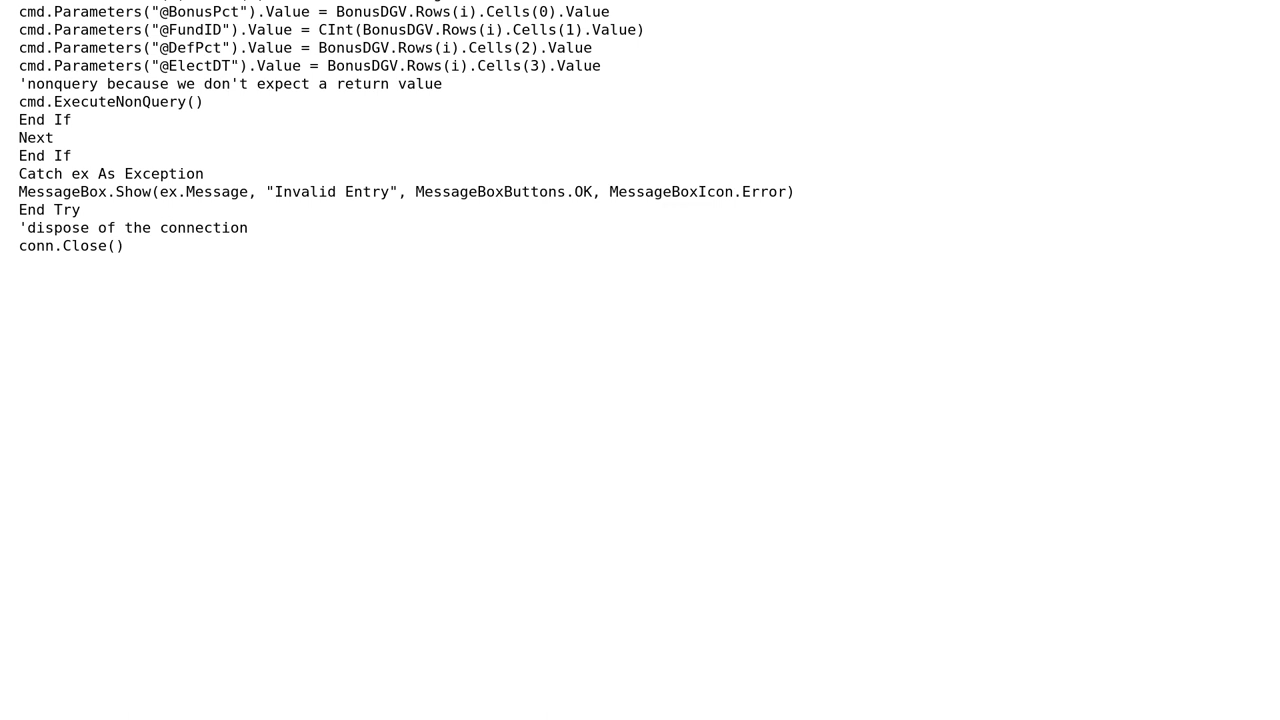 cmd.Parameters("@BonusPct").Value = BonusDGV.Rows(i).Cells(0).Value
cmd.Parameters("@FundID").Value = CInt(BonusDGV.Rows(i).Cells(1).Value)
cmd.Parameters("@DefPct").Value = BonusDGV.Rows(i).Cells(2).Value
cmd.Parameters("@ElectDT").Value = BonusDGV.Rows(i).Cells(3).Value
'nonquery because we don't expect a return value
cmd.ExecuteNonQuery()
End If
Next
End If
Catch ex As Exception
MessageBox.Show(ex.Message, "Invalid Entry", MessageBoxButtons.OK, MessageBoxIcon.Error)
End Try
'dispose of the connection
conn.Close()